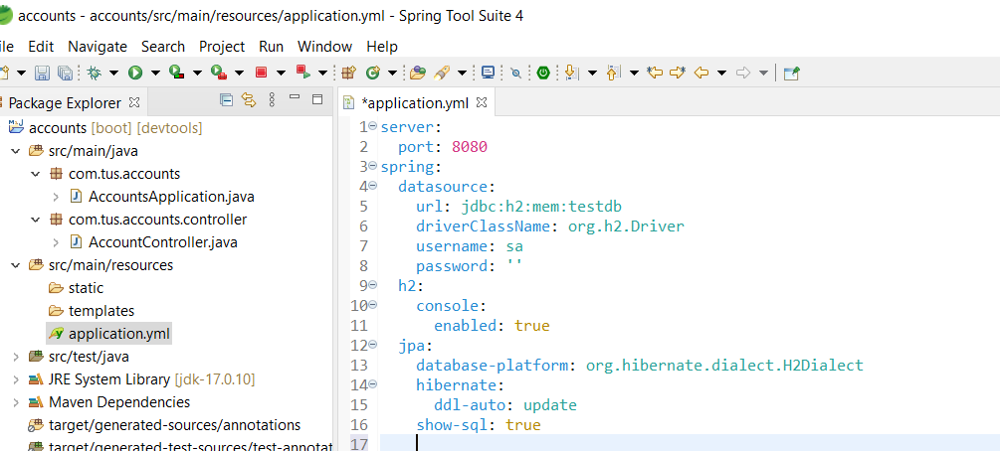 accounts - accounts/src/main/resources/application.yml - Spring Tool Suite 4
ile Edit Navigate Search Project Run Window Help
Package Explorer
accounts [boot] [devtools]
src/main/java
com.tus.accounts
AccountsApplication.java
com.tus.accounts.controller
AccountController.java
src/main/resources
static
templates
application.yml
src/test/java
JRE System Library [jdk-17.0.10]
Maven Dependencies
target/generated-sources/annotations
target/generated-test-sources/test-annotat
*application.yml
1 server:
2   port: 8080
3 spring:
4   datasource:
5     url: jdbc:h2:mem:testdb
6     driverClassName: org.h2.Driver
7     username: sa
8     password: ''
9   h2:
10     console:
11       enabled: true
12   jpa:
13     database-platform: org.hibernate.dialect.H2Dialect
14     hibernate:
15       ddl-auto: update
16     show-sql: true
17